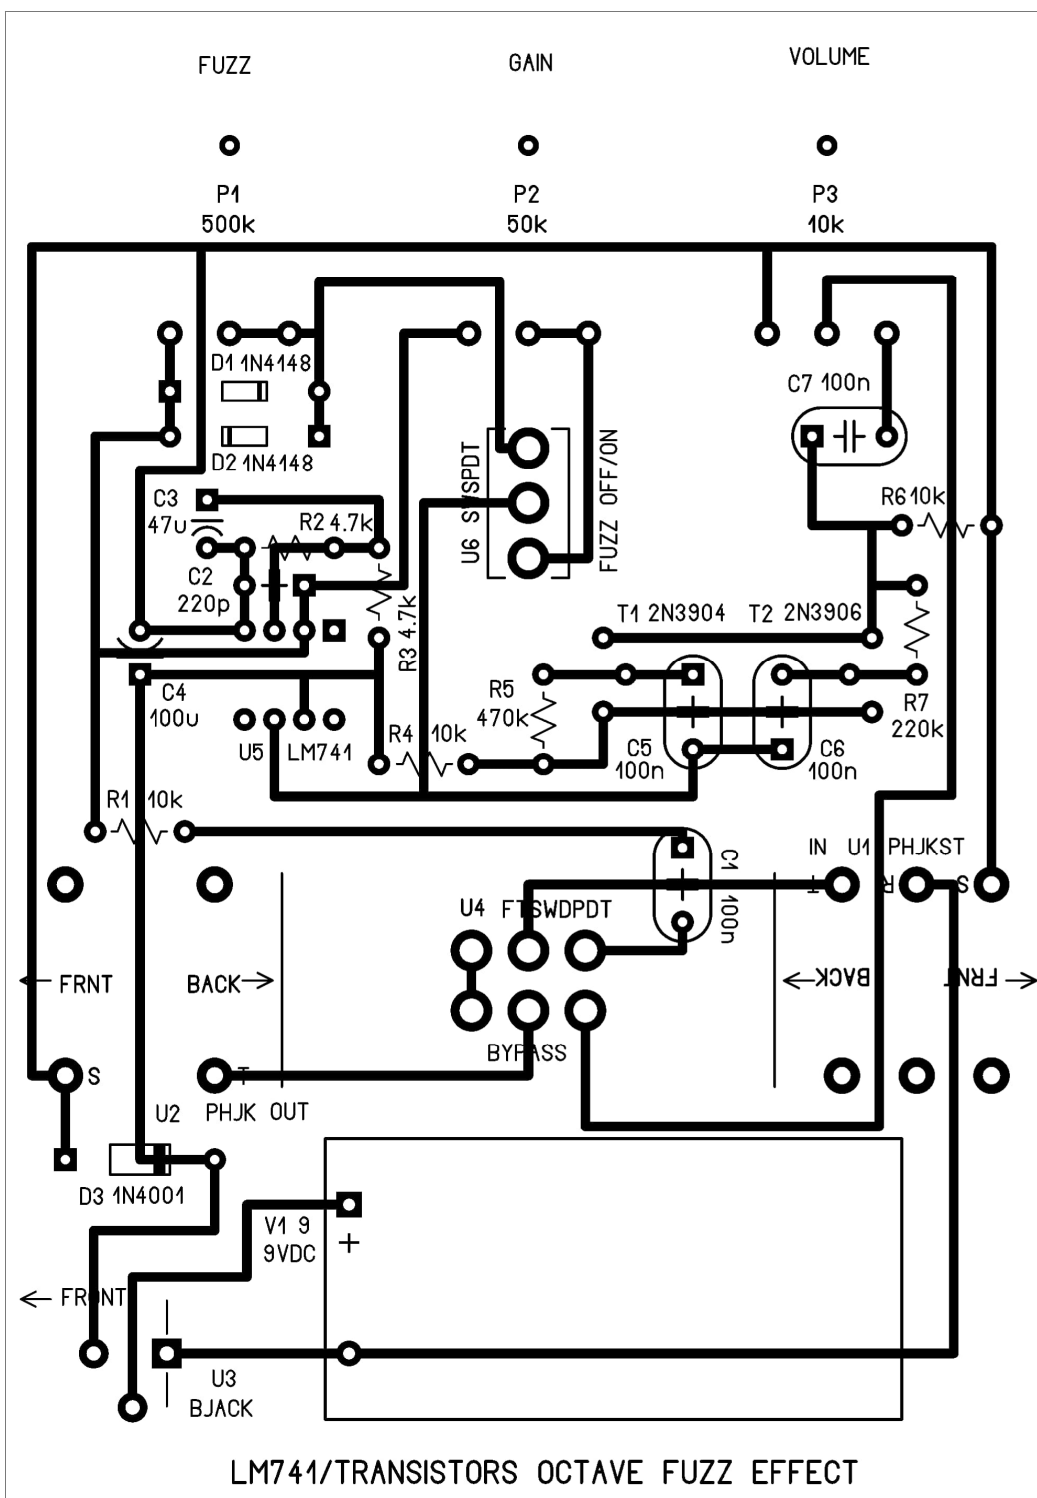 FUZZ
GAIN
VOLUME
P1
500k
P2
50k
P3
10k
D1 1N4148
D2 1N4148
C7 100n
C3
47u
R2 4.7k
C2
220p
U6 SWSPDT
FUZZ OFF/ON
R6 10k
R3 4.7k
T1 2N3904
T2 2N3906
C4
100u
U5 LM741
R4 10k
R5
470k
C5
100n
C6
100n
R7
220k
R1 10k
C1 100n
IN U1 PHJKST
T R S
U4 FTSWDPDT
FRNT
BACK
BACK
FRNT
BYPASS
S
T
U2 PHJK OUT
D3 1N4001
V1 9
9VDC
+
FRONT
U3
BJACK
LM741/TRANSISTORS OCTAVE FUZZ EFFECT